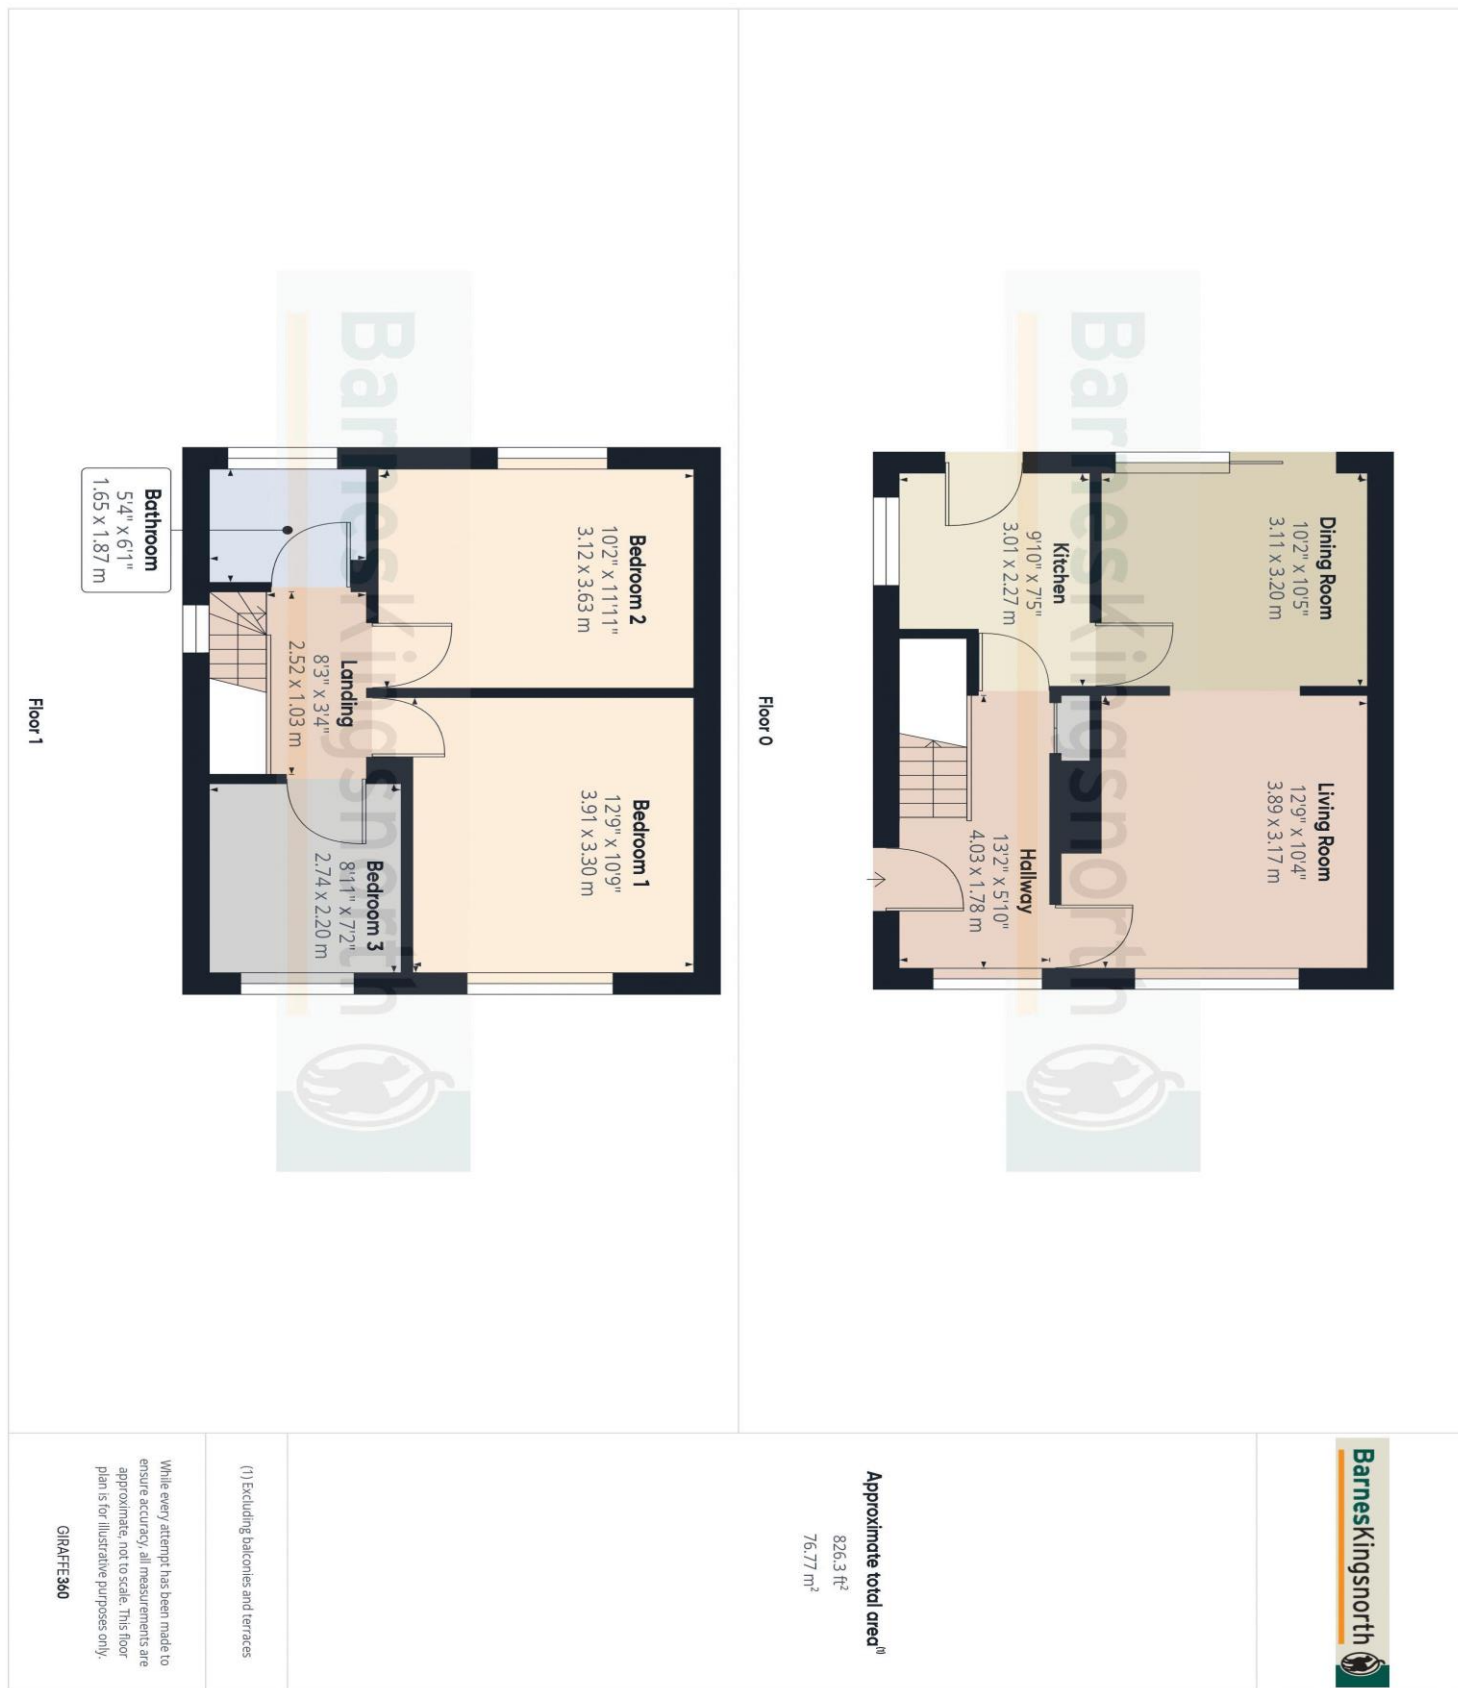 BarnesKingsnorth
Approximate total area(1)
826.3 ft²
76.77 m²
(1) Excluding balconies and terraces
While every attempt has been made to
ensure accuracy, all measurements are
approximate, not to scale. This floor
plan is for illustrative purposes only.
GIRAFFE360
BarnesKingsnorth
Dining Room
10'2" x 10'5"
3.11 x 3.20 m
Living Room
12'9" x 10'4"
3.89 x 3.17 m
Kitchen
9'10" x 7'5"
3.01 x 2.27 m
Hallway
13'2" x 5'10"
4.03 x 1.78 m
Floor 0
BarnesKingsnorth
Bedroom 2
10'2" x 11'11"
3.12 x 3.63 m
Bedroom 1
12'9" x 10'9"
3.91 x 3.30 m
Landing
8'3" x 3'4"
2.52 x 1.03 m
Bedroom 3
8'11" x 7'2"
2.74 x 2.20 m
Bathroom
5'4" x 6'1"
1.65 x 1.87 m
Floor 1